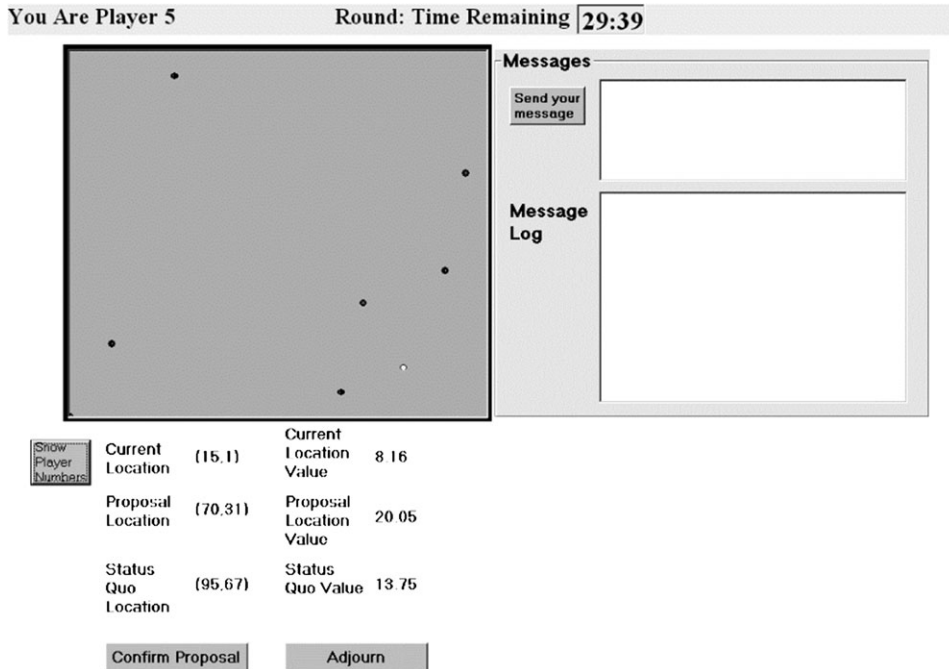 You Are Player 5
Round: Time Remaining 29:39
Messages
Send your
message
Message
Log
Show
Player
Numbers
Current
Location
(15,1)
Current
Location
Value
8.16
Proposal
Location
(70,31)
Proposal
Location
Value
20.05
Status
Quo
Location
(95,67)
Status
Quo Value
13.75
Confirm Proposal
Adjourn